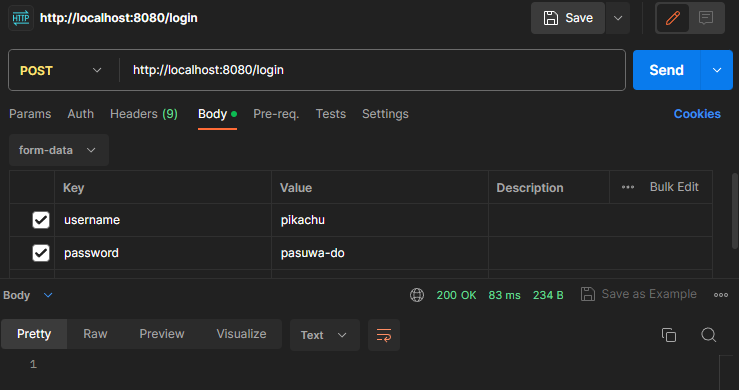 HTTP http://localhost:8080/login Save
POST http://localhost:8080/login Send
Params Auth Headers (9) Body Pre-req. Tests Settings Cookies
form-data
Key Value Description Bulk Edit
username pikachu
password pasuwa-do
Body 200 OK 83 ms 234 B Save as Example
Pretty Raw Preview Visualize Text
1